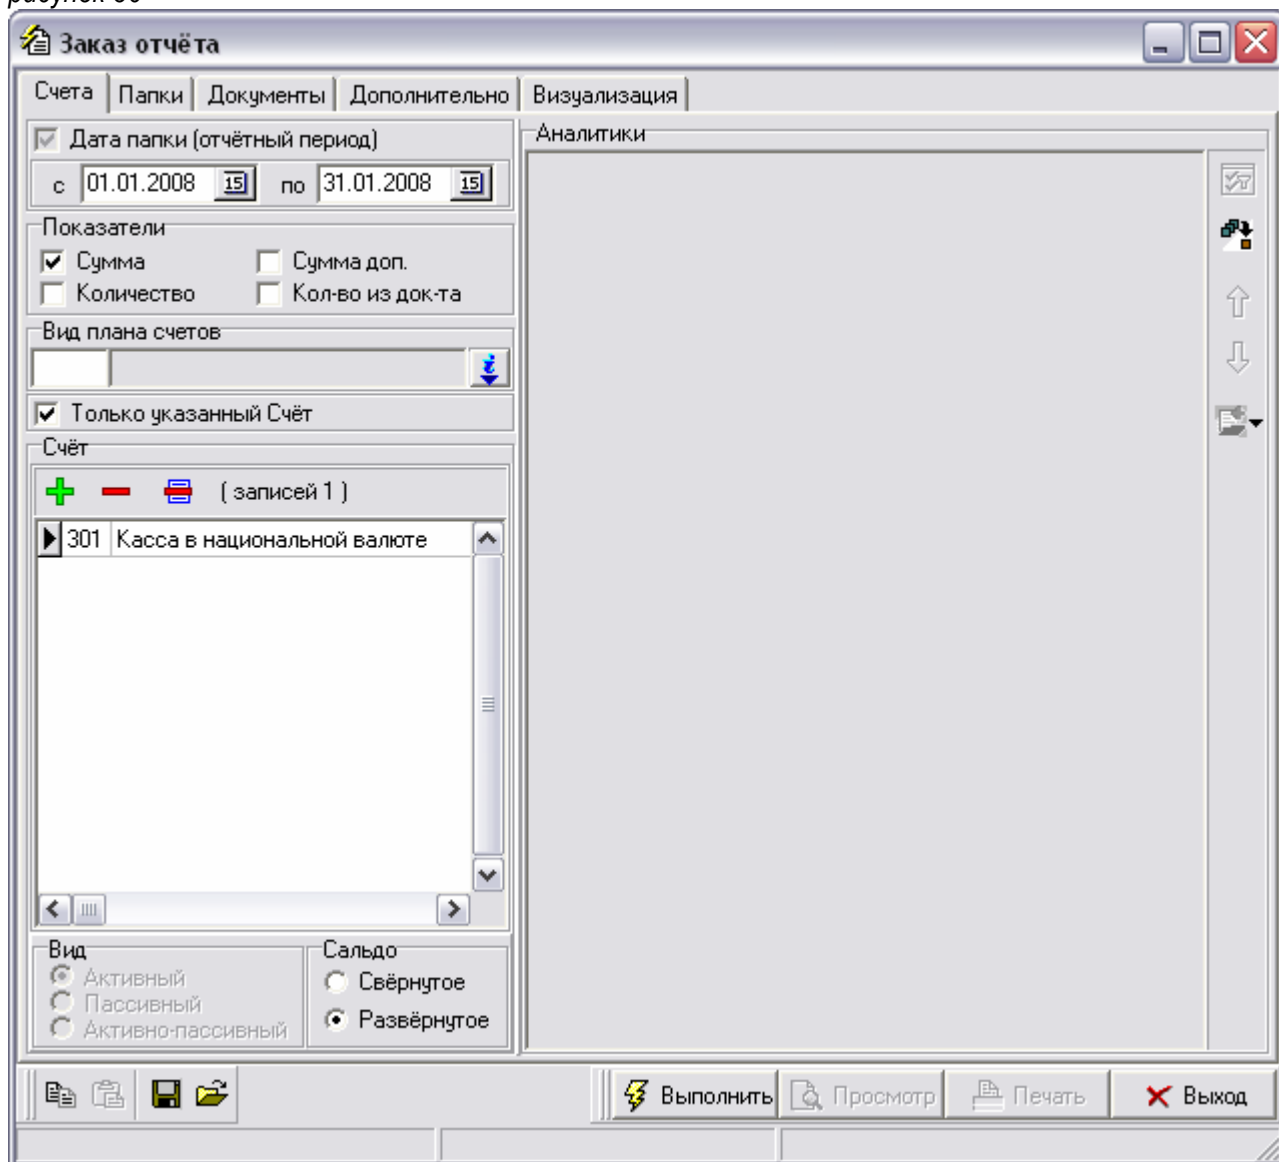 Заказ отчёта
Счета Папки Документы Дополнительно Визуализация
Дата папки (отчётный период)
с 01.01.2008 15 по 31.01.2008 15
Показатели
Сумма Сумма доп.
Количество Кол-во из док-та
Вид плана счетов
Только указанный Счёт
Счёт
( записей 1 )
301 Касса в национальной валюте
Вид
Активный
Пассивный
Активно-пассивный
Сальдо
Свёрнутое
Развёрнутое
Аналитики
Выполнить Просмотр Печать Выход